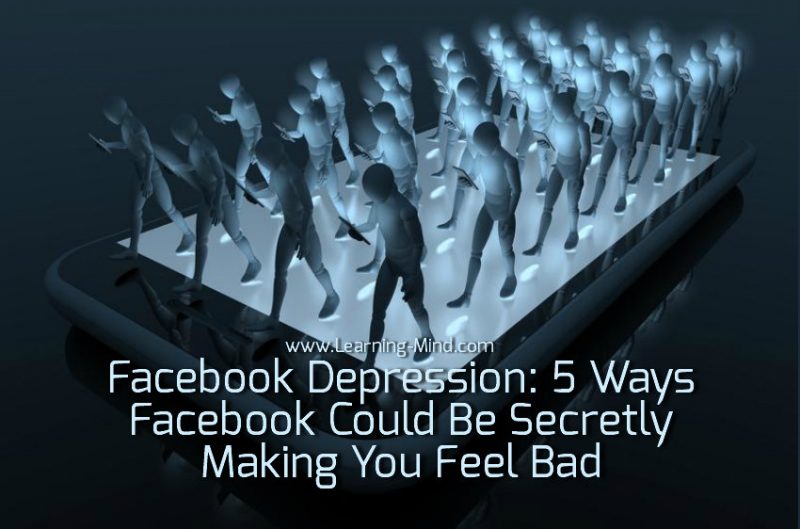 www.Learning-Mind.com
Facebook Depression: 5 Ways
Facebook Could Be Secretly
Making You Feel Bad